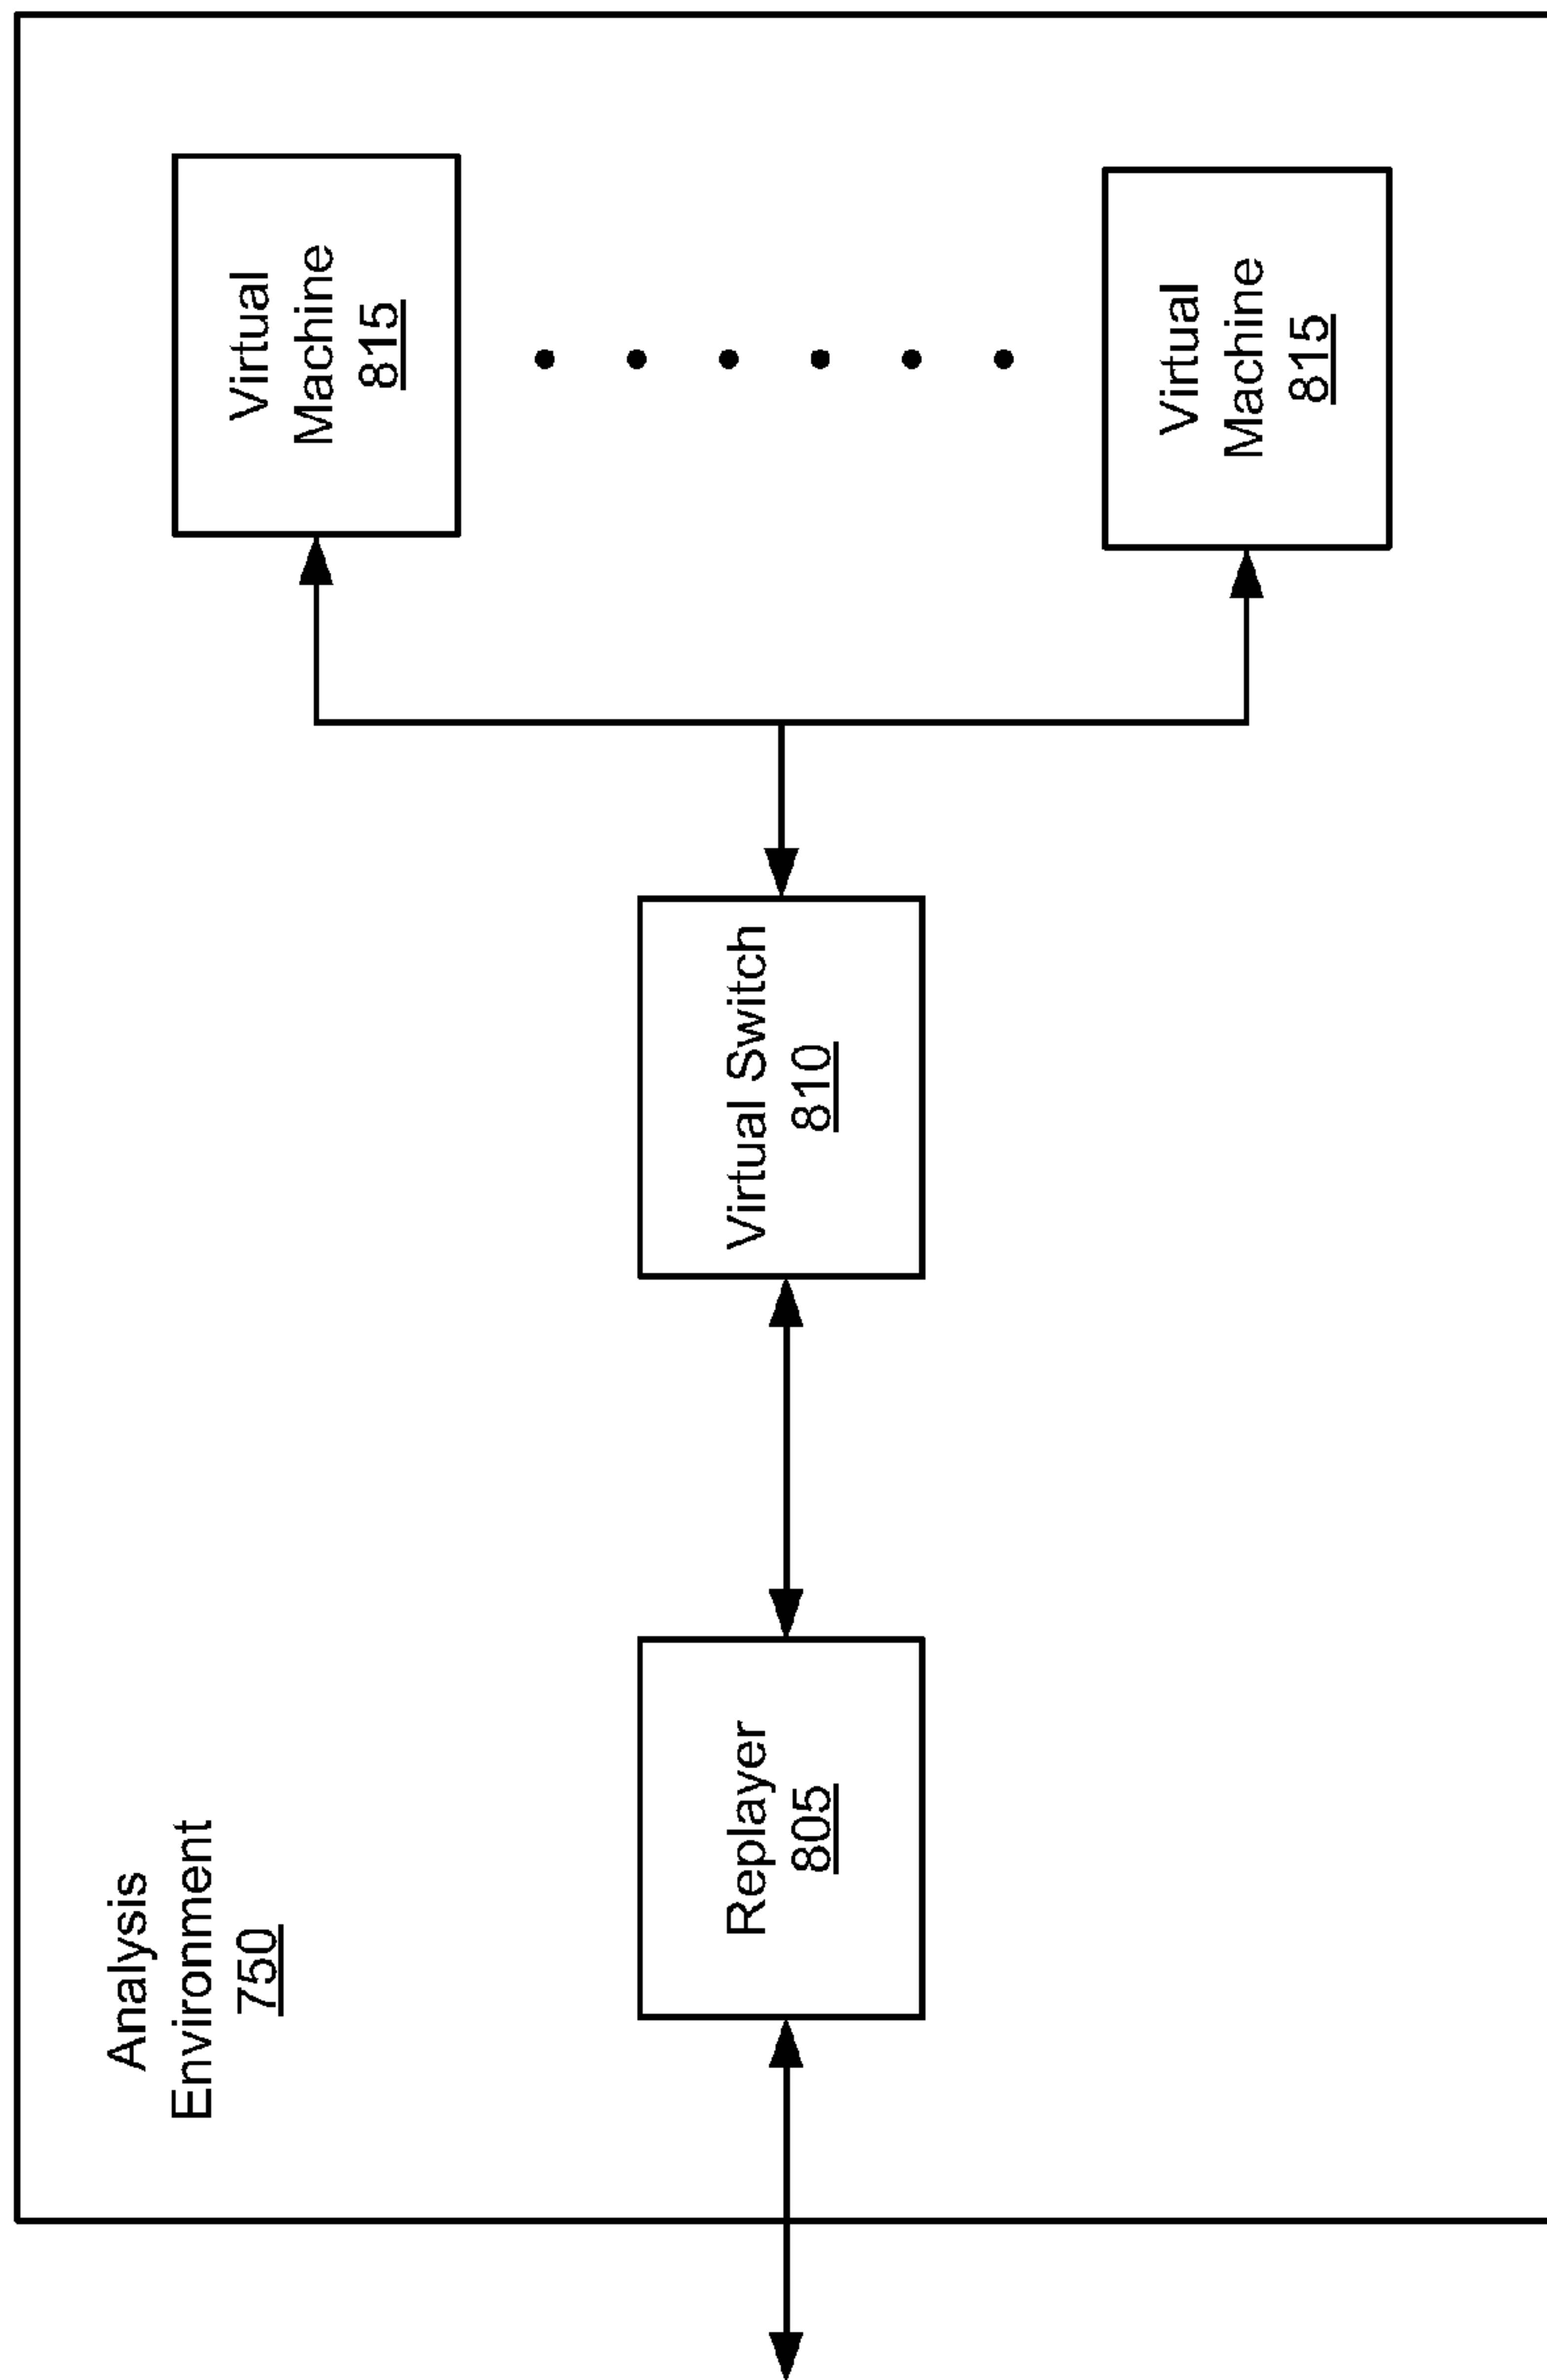 Analysis
Environment
750
Replayer
805
Virtual Switch
810
Virtual
Machine
815
Virtual
Machine
815